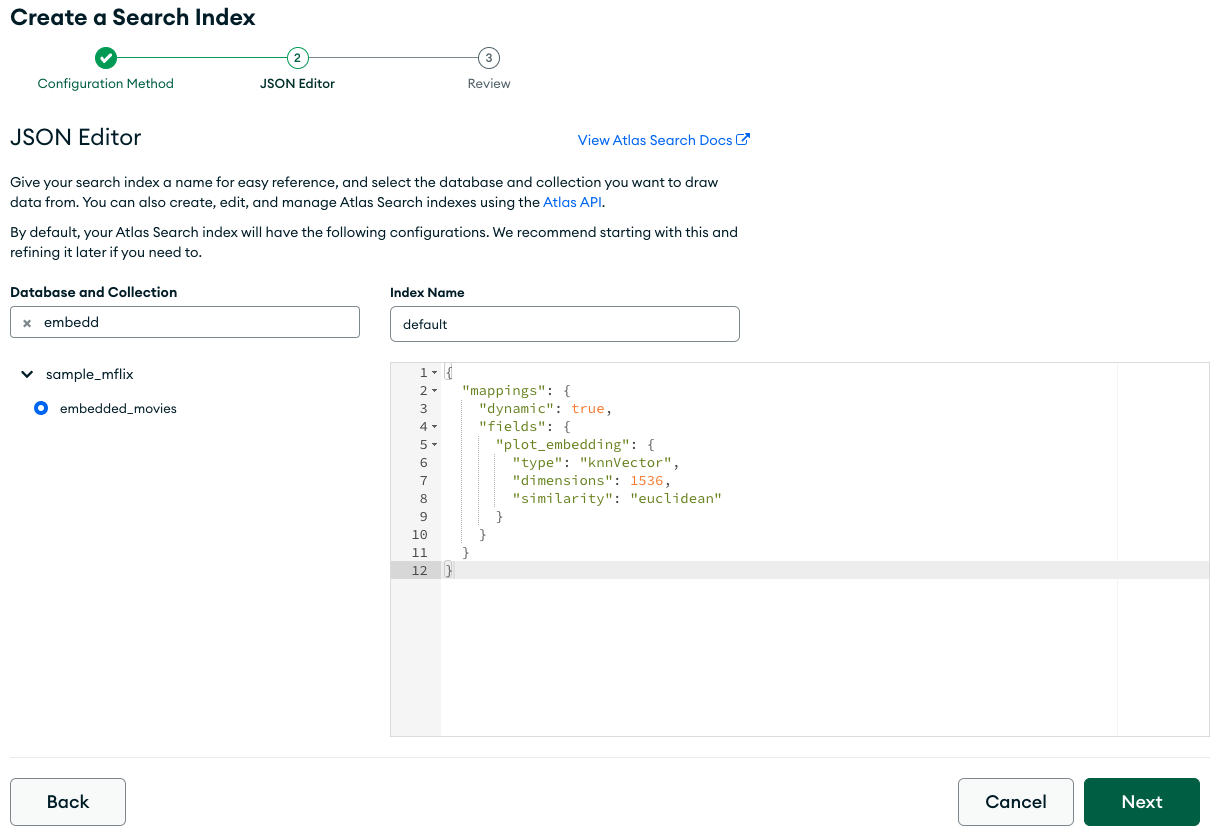 Create a Search Index
2
3
Configuration Method
JSON Editor
Review
JSON Editor
View Atlas Search Docs
Give your search index a name for easy reference, and select the database and collection you want to draw
data from. You can also create, edit, and manage Atlas Search indexes using the Atlas API.
By default, your Atlas Search index will have the following configurations. We recommend starting with this and
refining it later if you need to.
Database and Collection
embedd
sample_mflix
embedded_movies
Index Name
default
1 {
2 "mappings": {
3 "dynamic": true,
4 "fields": {
5 "plot_embedding": {
6 "type": "knnVector",
7 "dimensions": 1536,
8 "similarity": "euclidean"
9 }
10 }
11 }
12 }
Back
Cancel
Next